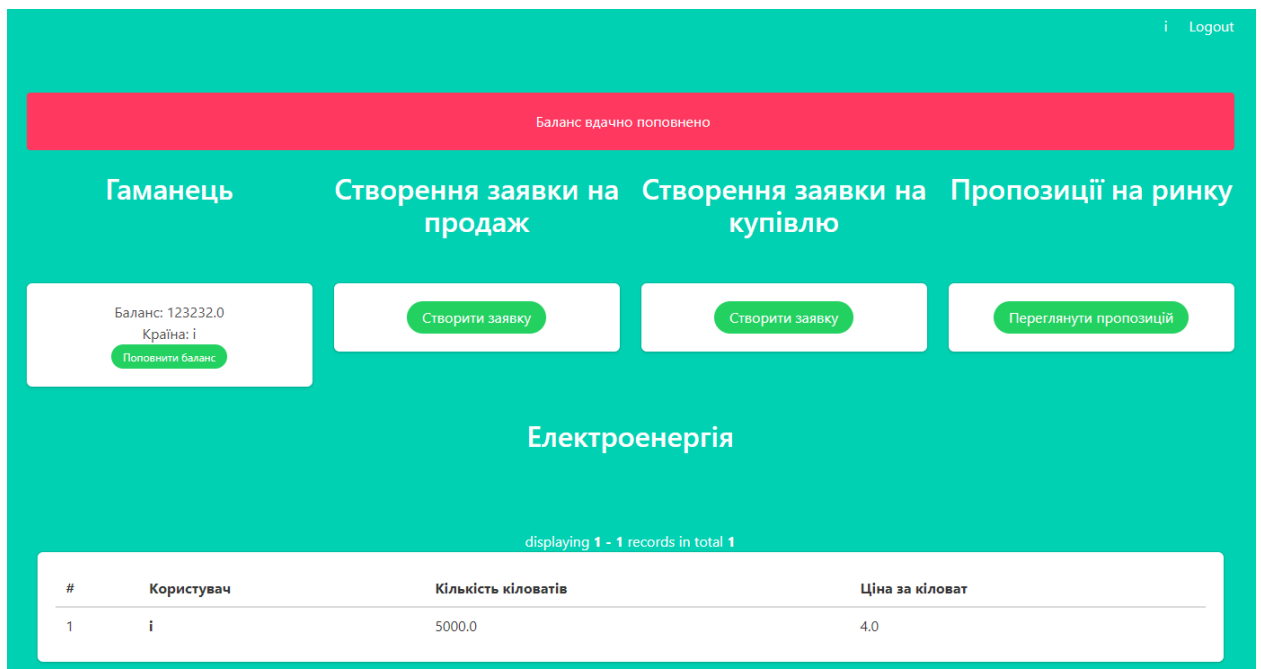 і Logout
Баланс вдачно поповнено
Гаманець
Створення заявки на
продаж
Створення заявки на
купівлю
Пропозиції на ринку
Баланс: 123232.0
Країна: і
Поповнити баланс
Створити заявку
Створити заявку
Переглянути пропозицій
Електроенергія
displaying 1 - 1 records in total 1
# Користувач Кількість кіловатів Ціна за кіловат
1 і 5000.0 4.0